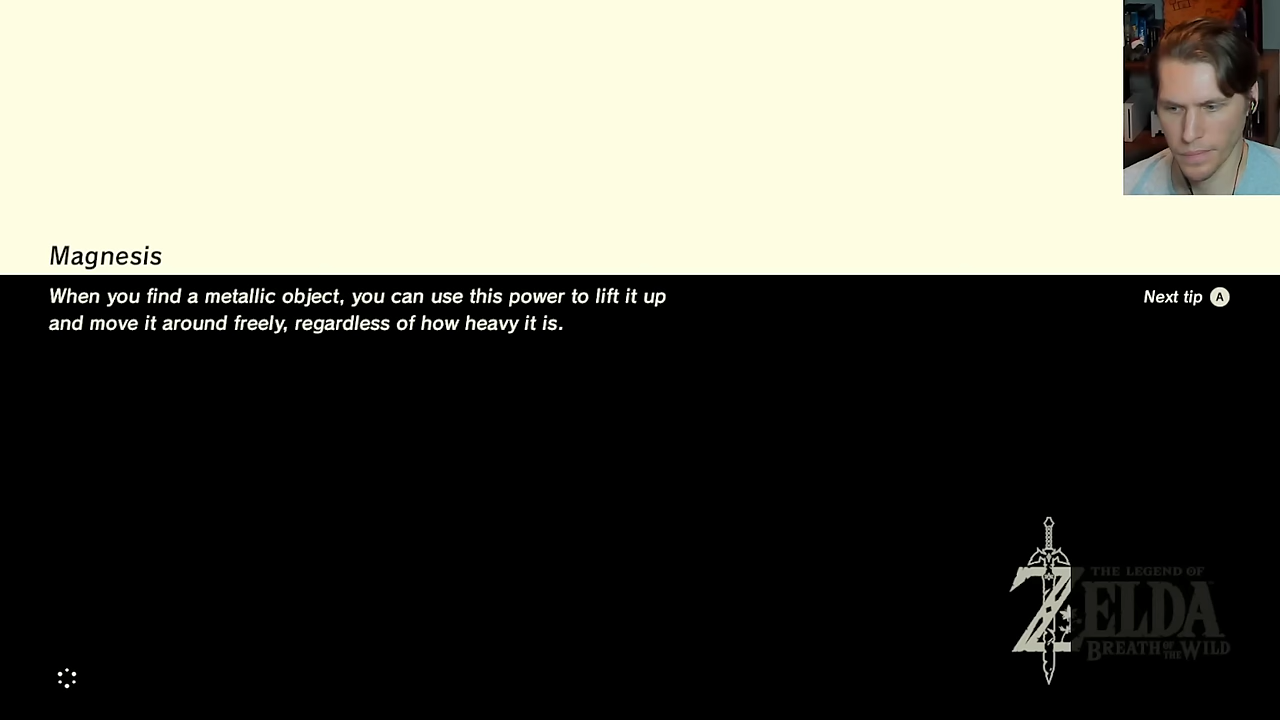 Magnesis
When you find a metallic object, you can use this power to lift it up
and move it around freely, regardless of how heavy it is.
Next tip A
THE LEGEND OF
ZELDA
BREATH OF THE WILD